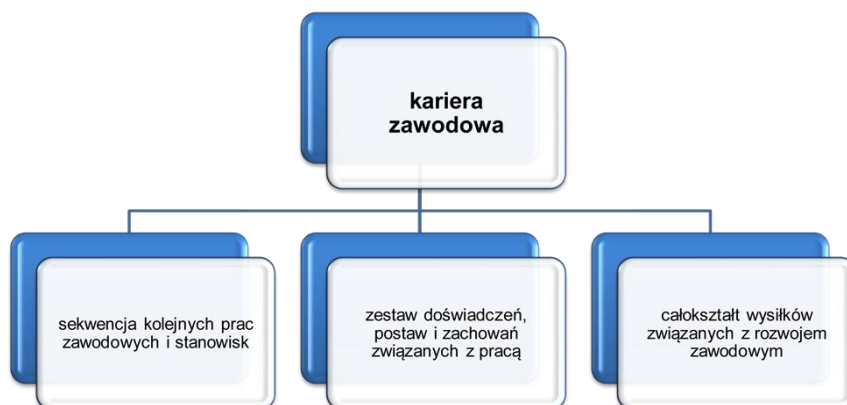 kariera
zawodowa
sekwencja kolejnych prac
zawodowych i stanowisk
zestaw doświadczeń,
postaw i zachowań
związanych z pracą
całokształt wysiłków
związanych z rozwojem
zawodowym